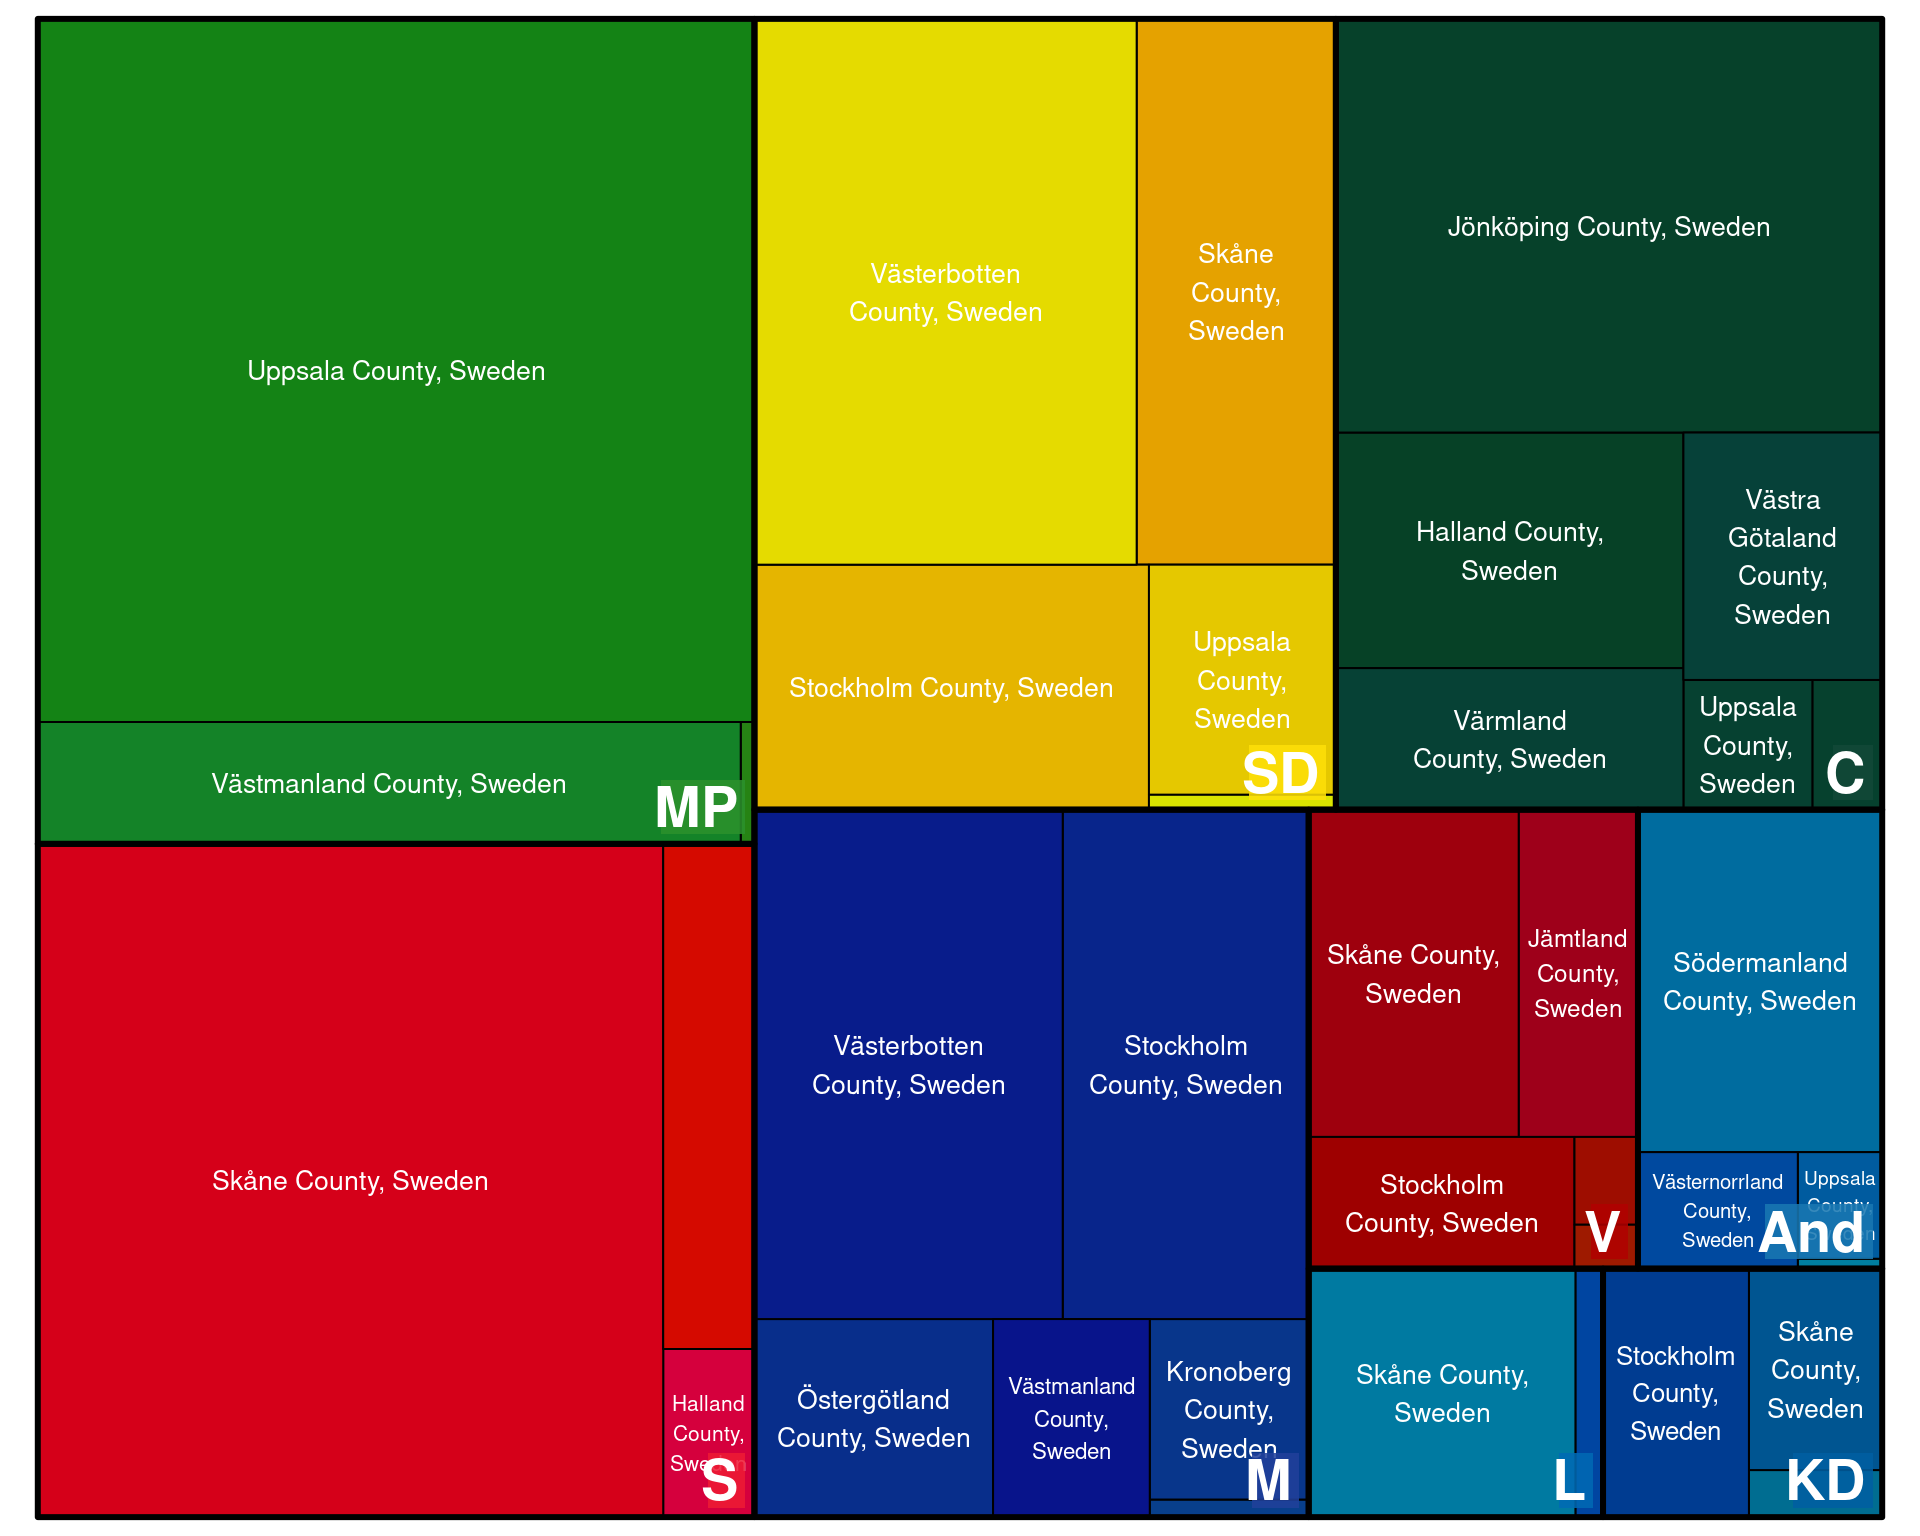 Uppsala County, Sweden
Västmanland County, Sweden
MP
Skåne County, Sweden
Halland
County,
Sweden
S
Västerbotten
County, Sweden
Skåne
County,
Sweden
Stockholm County, Sweden
Uppsala
County,
Sweden
SD
Jönköping County, Sweden
Halland County,
Sweden
Västra
Götaland
County,
Sweden
Värmland
County, Sweden
Uppsala
County,
Sweden
C
Västerbotten
County, Sweden
Stockholm
County, Sweden
Östergötland
County, Sweden
Västmanland
County,
Sweden
Kronoberg
County,
Sweden
M
Skåne County,
Sweden
Jämtland
County,
Sweden
Stockholm
County, Sweden
V
Södermanland
County, Sweden
Västernorrland
County,
Sweden
Uppsala
County,
Sweden
And
Skåne County,
Sweden
L
Stockholm
County,
Sweden
Skåne
County,
Sweden
KD